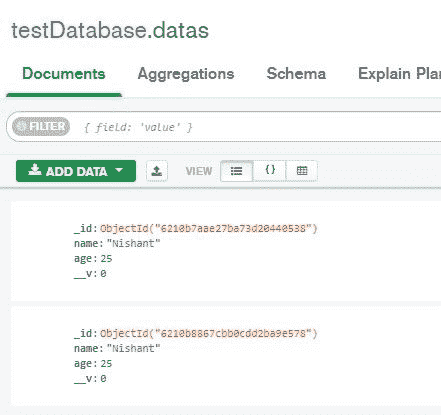 testDatabase.datas
Documents Aggregations Schema Explain Pla
FILTER { field: 'value' }
ADD DATA VIEW {}
_id: ObjectId("6210b7aae27ba73d20440538")
name: "Nishant"
age: 25
__v: 0
_id: ObjectId("6210b8867cbb0cdd2ba9e578")
name: "Nishant"
age: 25
__v: 0